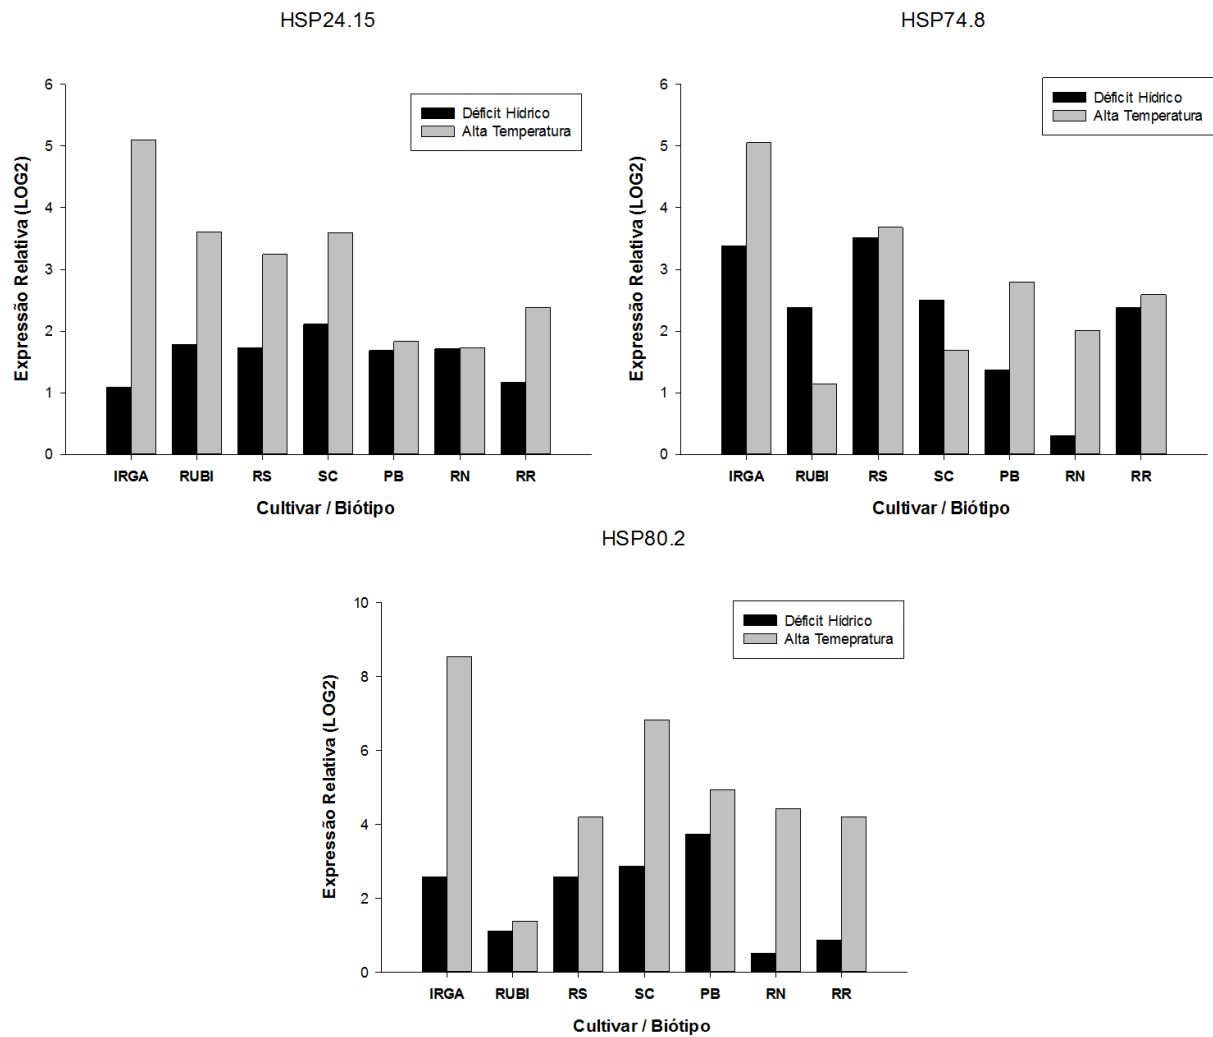 HSP24.15
Expressão Relativa (LOG2)
6
5
4
3
2
1
0
Déficit Hídrico
Alta Temperatura
IRGA RUBI RS SC PB RN RR
Cultivar / Biótipo
HSP74.8
Expressão Relativa (LOG2)
6
5
4
3
2
1
0
Déficit Hídrico
Alta Temperatura
IRGA RUBI RS SC PB RN RR
Cultivar / Biótipo
HSP80.2
Expressão Relativa (LOG2)
10
8
6
4
2
0
Déficit Hídrico
Alta Temepratura
IRGA RUBI RS SC PB RN RR
Cultivar / Biótipo